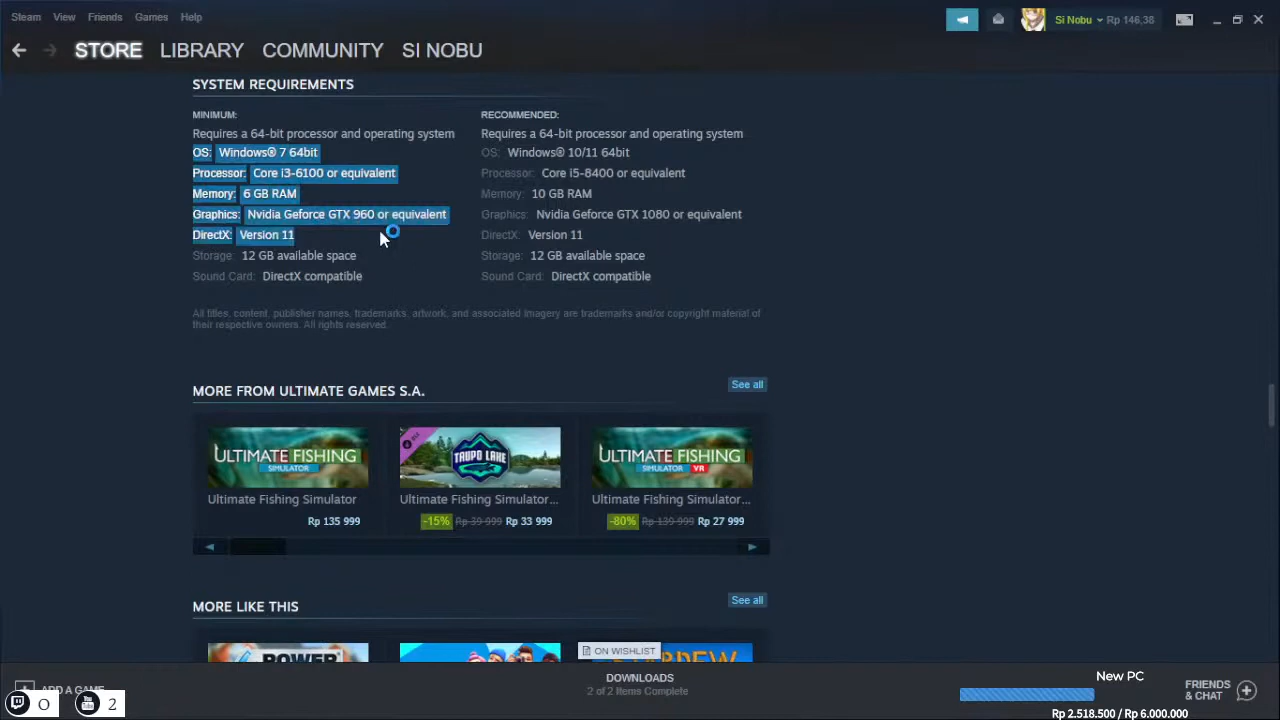 Steam View Friends Games Help
Si Nobu Rp 146,38
STORE LIBRARY COMMUNITY SI NOBU
SYSTEM REQUIREMENTS
MINIMUM:
Requires a 64-bit processor and operating system
OS: Windows® 7 64bit
Processor: Core i3-6100 or equivalent
Memory: 6 GB RAM
Graphics: Nvidia Geforce GTX 960 or equivalent
DirectX: Version 11
Storage: 12 GB available space
Sound Card: DirectX compatible
RECOMMENDED:
Requires a 64-bit processor and operating system
OS: Windows® 10/11 64bit
Processor: Core i5-8400 or equivalent
Memory: 10 GB RAM
Graphics: Nvidia Geforce GTX 1080 or equivalent
DirectX: Version 11
Storage: 12 GB available space
Sound Card: DirectX compatible
All titles, content, publisher names, trademarks, artwork, and associated imagery are trademarks and/or copyright material of
their respective owners. All rights reserved.
MORE FROM ULTIMATE GAMES S.A.
See all
ULTIMATE FISHING
SIMULATOR
Ultimate Fishing Simulator
Rp 135 999
TAUPO LAKE
Ultimate Fishing Simulator...
-15% Rp 39 999 Rp 33 999
ULTIMATE FISHING
SIMULATOR VR
Ultimate Fishing Simulator...
-80% Rp 139 999 Rp 27 999
MORE LIKE THIS
See all
POWER
ON WISHLIST
ADD A GAME
0
2
DOWNLOADS
2 of 2 Items Complete
New PC
Rp 2.518.500 / Rp 6.000.000
FRIENDS
& CHAT